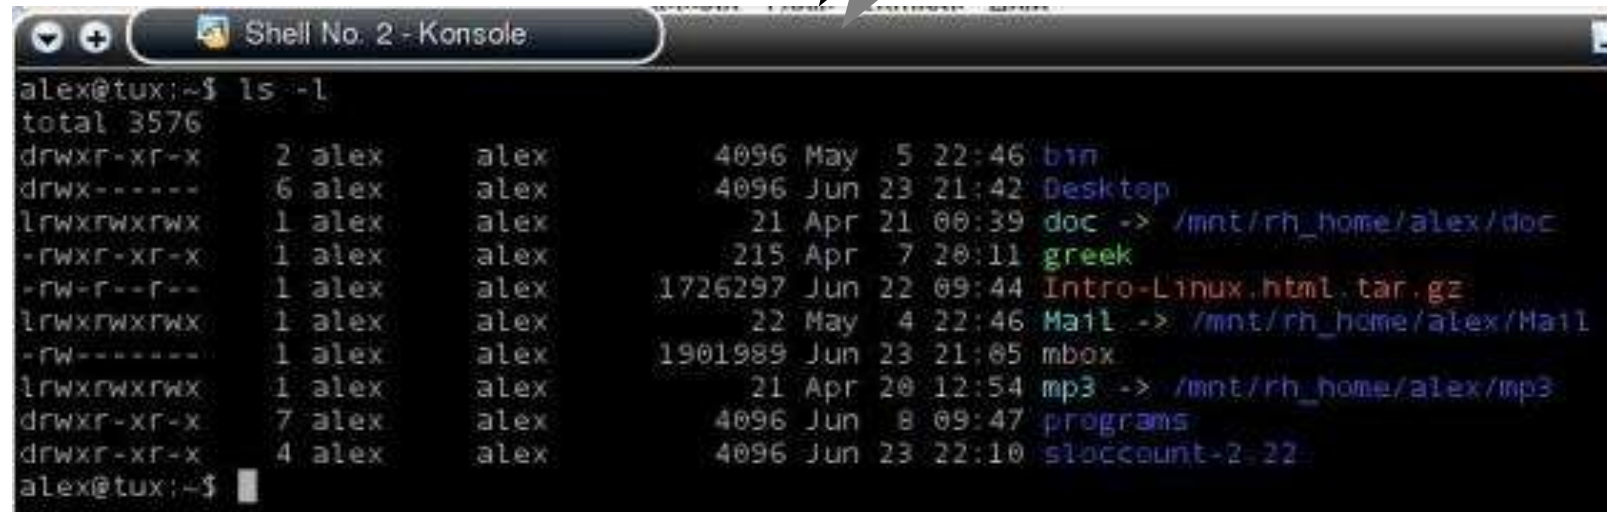 Shell No. 2 - Konsole
alex@tux:~$ ls -l
total 3576
drwxr-xr-x 2 alex alex 4096 May 5 22:46 bin
drwx------ 6 alex alex 4096 Jun 23 21:42 Desktop
lrwxrwxrwx 1 alex alex 21 Apr 21 00:39 doc -> /mnt/rh_home/alex/doc
-rwxr-xr-x 1 alex alex 215 Apr 7 20:11 greek
-rw-r--r-- 1 alex alex 1726297 Jun 22 09:44 Intro-Linux.html.tar.gz
lrwxrwxrwx 1 alex alex 22 May 4 22:46 Mail -> /mnt/rh_home/alex/Mail
-rw------- 1 alex alex 1901989 Jun 23 21:05 mbox
lrwxrwxrwx 1 alex alex 21 Apr 20 12:54 mp3 -> /mnt/rh_home/alex/mp3
drwxr-xr-x 7 alex alex 4096 Jun 8 09:47 programs
drwxr-xr-x 4 alex alex 4096 Jun 23 22:10 sloccount-2.22
alex@tux:~$